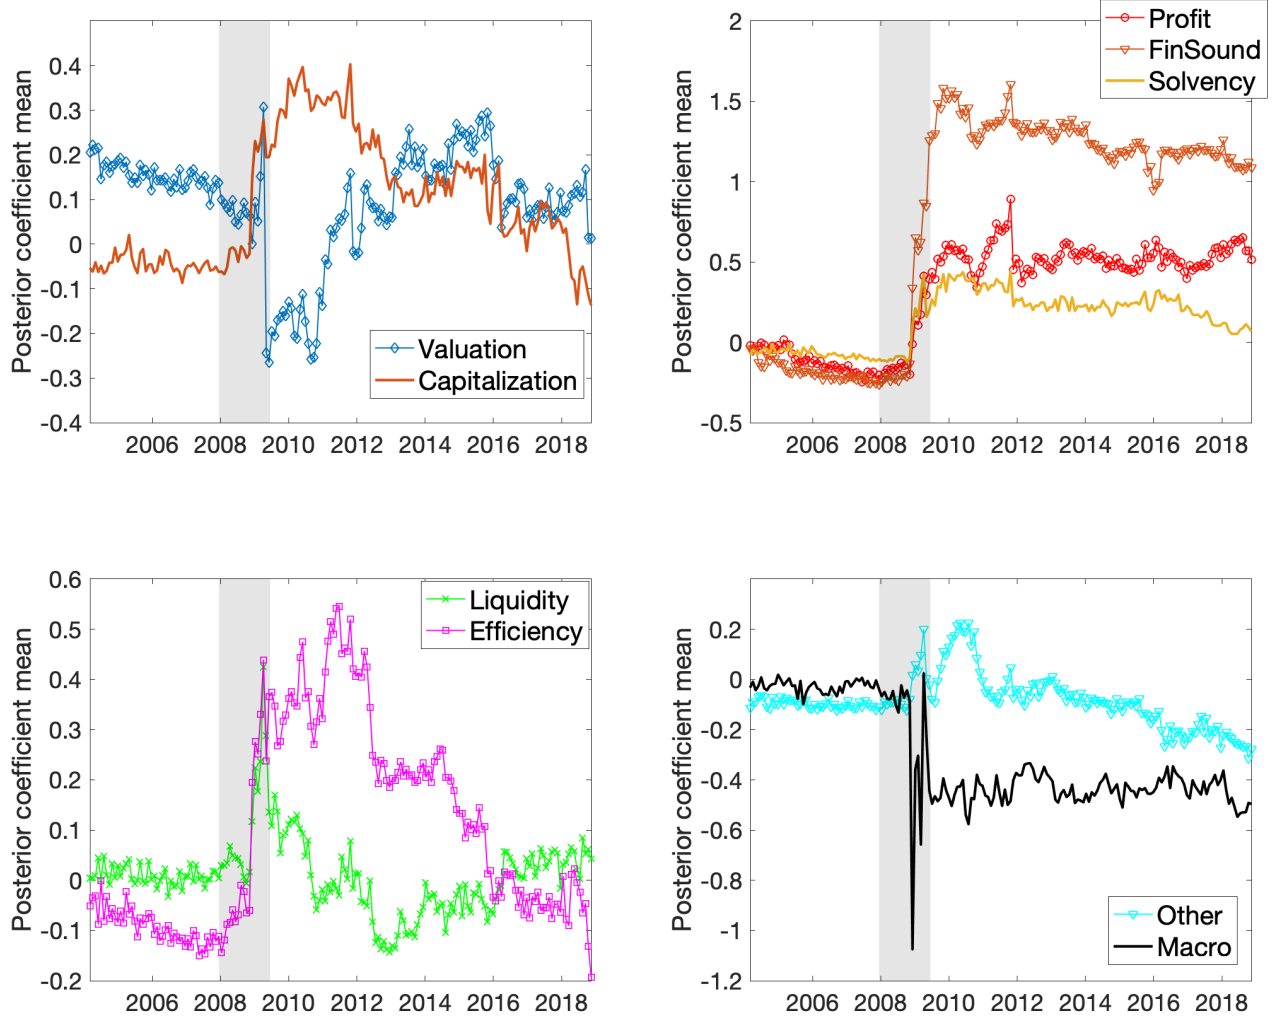 Posterior coefficient mean
0.4
0.3
0.2
0.1
0
-0.1
-0.2
-0.3
-0.4
2006 2008 2010 2012 2014 2016 2018
Valuation
Capitalization
Posterior coefficient mean
2
1.5
1
0.5
0
-0.5
2006 2008 2010 2012 2014 2016 2018
Profit
FinSound
Solvency
Posterior coefficient mean
0.6
0.5
0.4
0.3
0.2
0.1
0
-0.1
-0.2
2006 2008 2010 2012 2014 2016 2018
Liquidity
Efficiency
Posterior coefficient mean
0.2
0
-0.2
-0.4
-0.6
-0.8
-1
-1.2
2006 2008 2010 2012 2014 2016 2018
Other
Macro